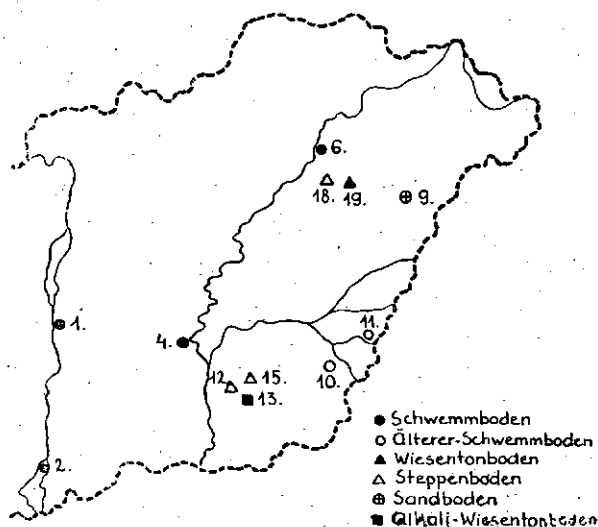 6.
18.
19.
9.
1.
4.
11.
12.
15.
10.
13.
2.
● Schwemmboden
○ Älterer-Schwemmboden
▲ Wiesentonboden
△ Steppenboden
⊕ Sandboden
■ Alkali-Wiesentonboden